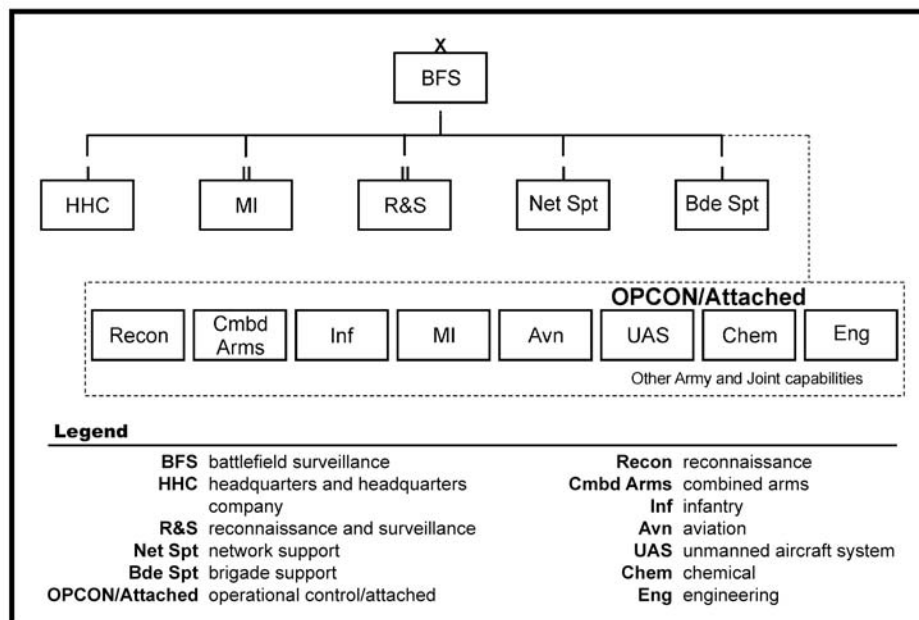 X
BFS
I II II I I
HHC MI R&S Net Spt Bde Spt
OPCON/Attached
Recon Cmbd Arms Inf MI Avn UAS Chem Eng
Other Army and Joint capabilities
Legend
BFS battlefield surveillance
HHC headquarters and headquarters
company
R&S reconnaissance and surveillance
Net Spt network support
Bde Spt brigade support
OPCON/Attached operational control/attached
Recon reconnaissance
Cmbd Arms combined arms
Inf infantry
Avn aviation
UAS unmanned aircraft system
Chem chemical
Eng engineering